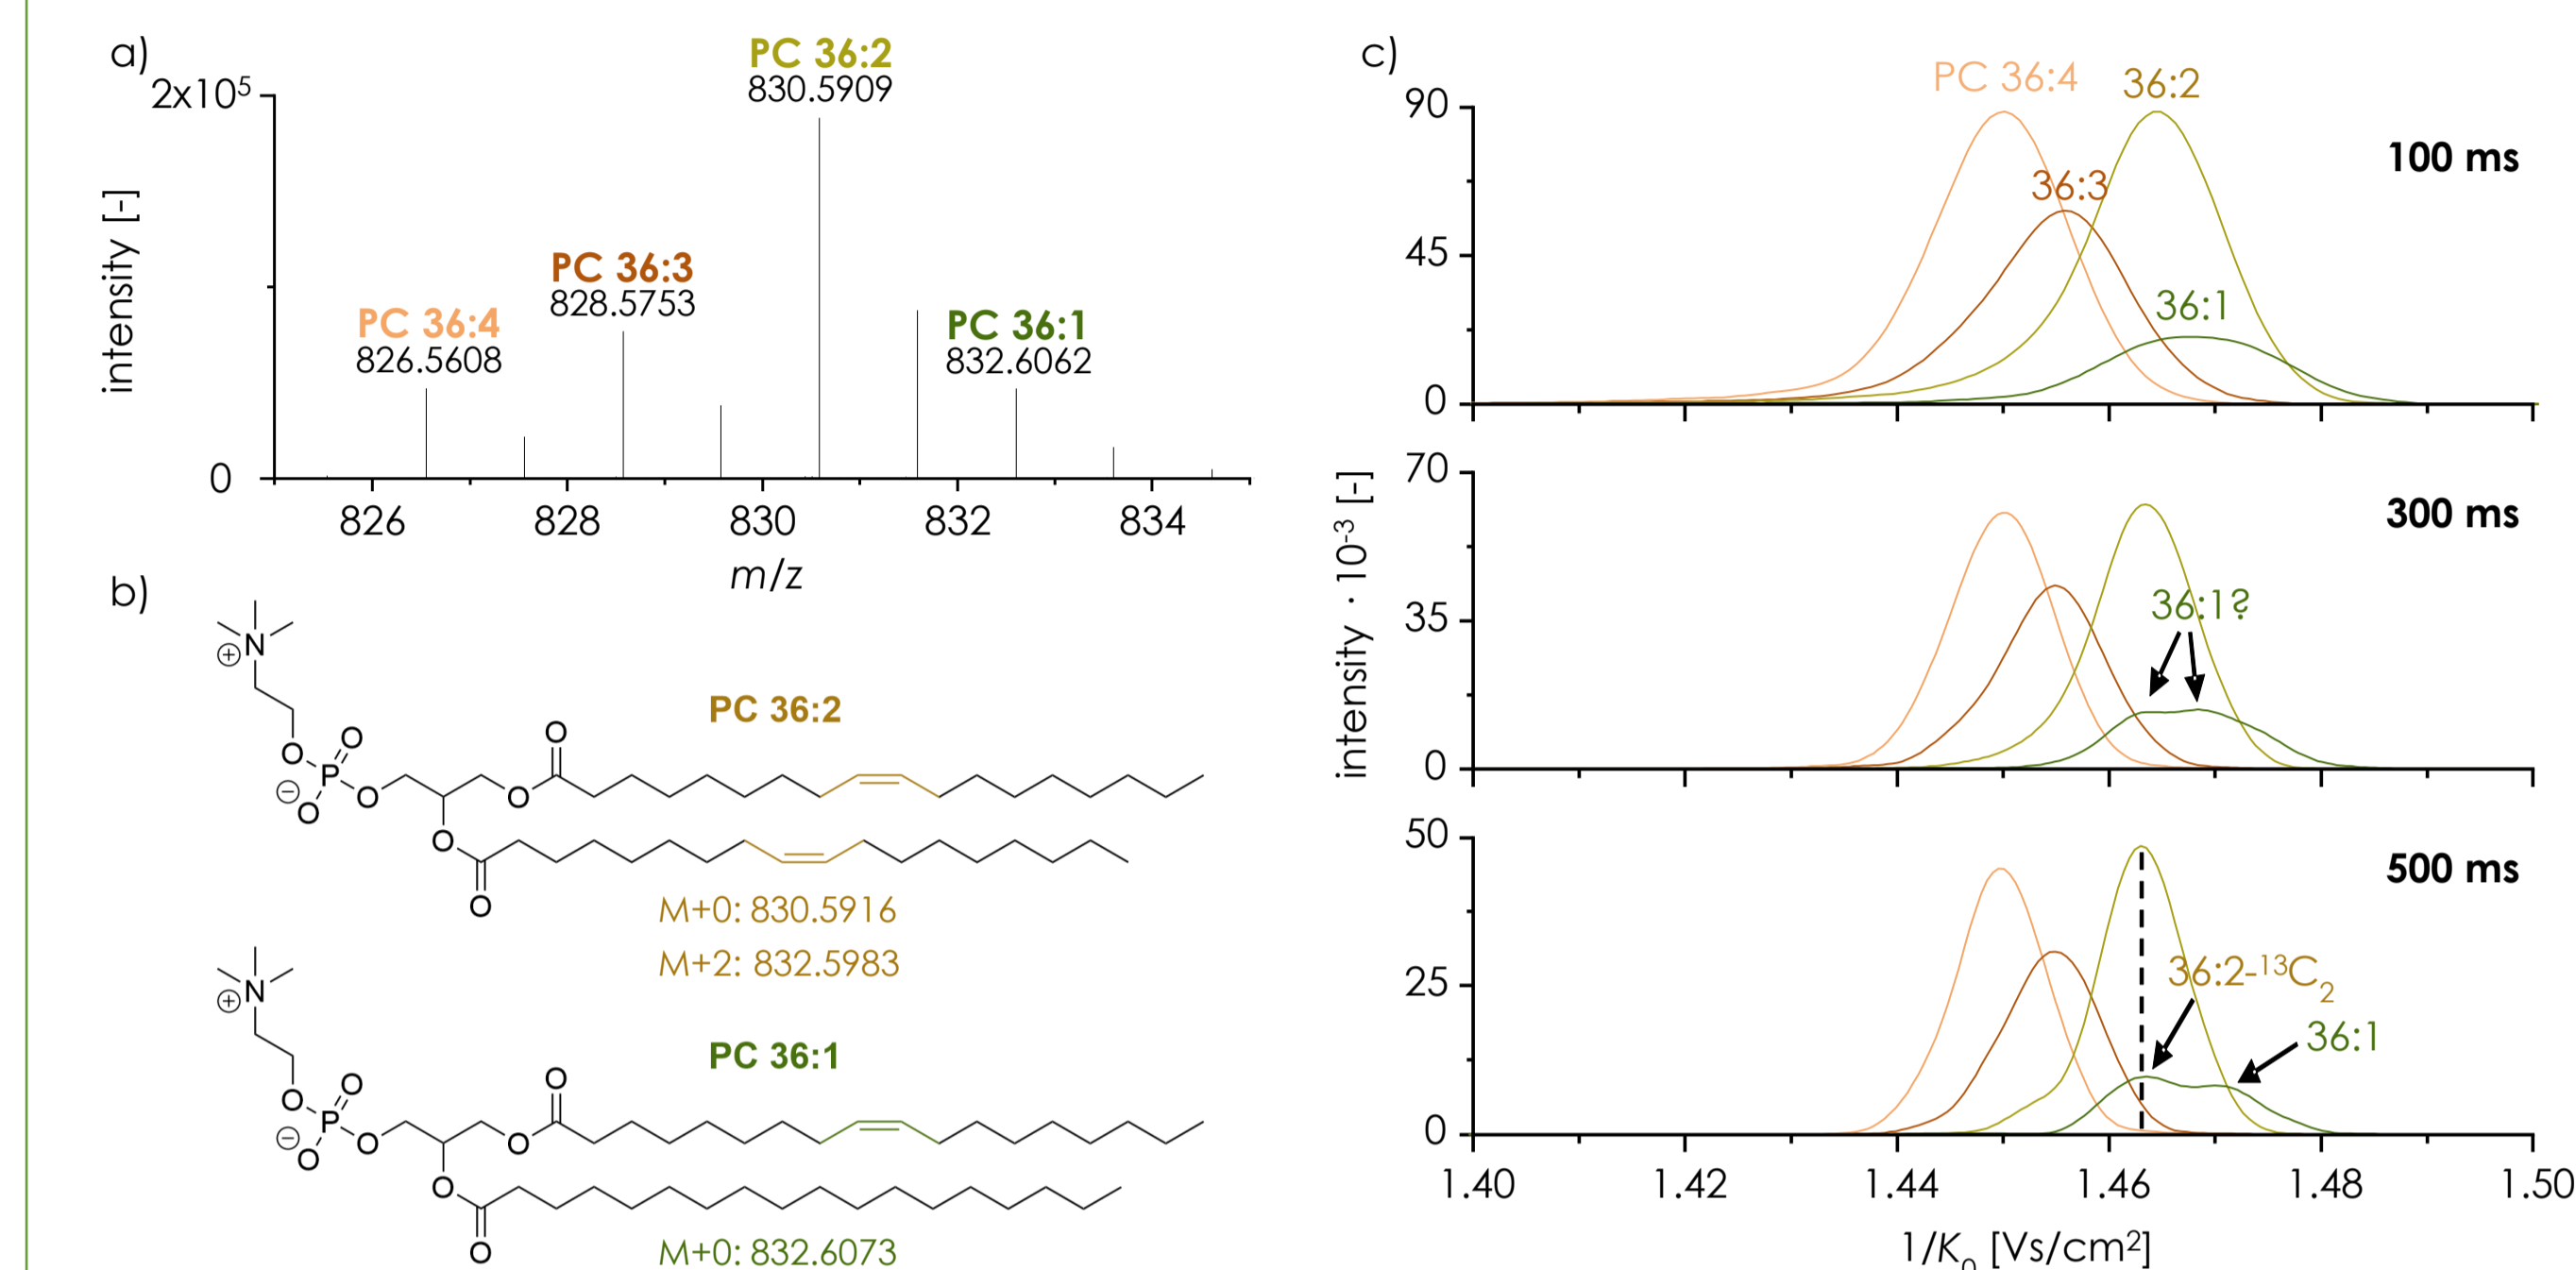 a)
PC 36:2
830.5909
2x10⁵
PC 36:3
828.5753
PC 36:4
826.5608
PC 36:1
832.6062
intensity [-]
0
826 828 830 832 834
m/z
b)
N
⊕
O
O
P
O
⊖
O
O
O
O
O
PC 36:2
M+0: 830.5916
M+2: 832.5983
N
⊕
O
O
P
O
⊖
O
O
O
O
O
PC 36:1
M+0: 832.6073
c)
PC 36:4 36:2
90
100 ms
36:3
45
36:1
0
intensity · 10⁻³ [-]
70
300 ms
36:1?
35
0
50
500 ms
36:2-¹³C₂
25
36:1
0
1.40 1.42 1.44 1.46 1.48 1.50
1/K₀ [Vs/cm²]